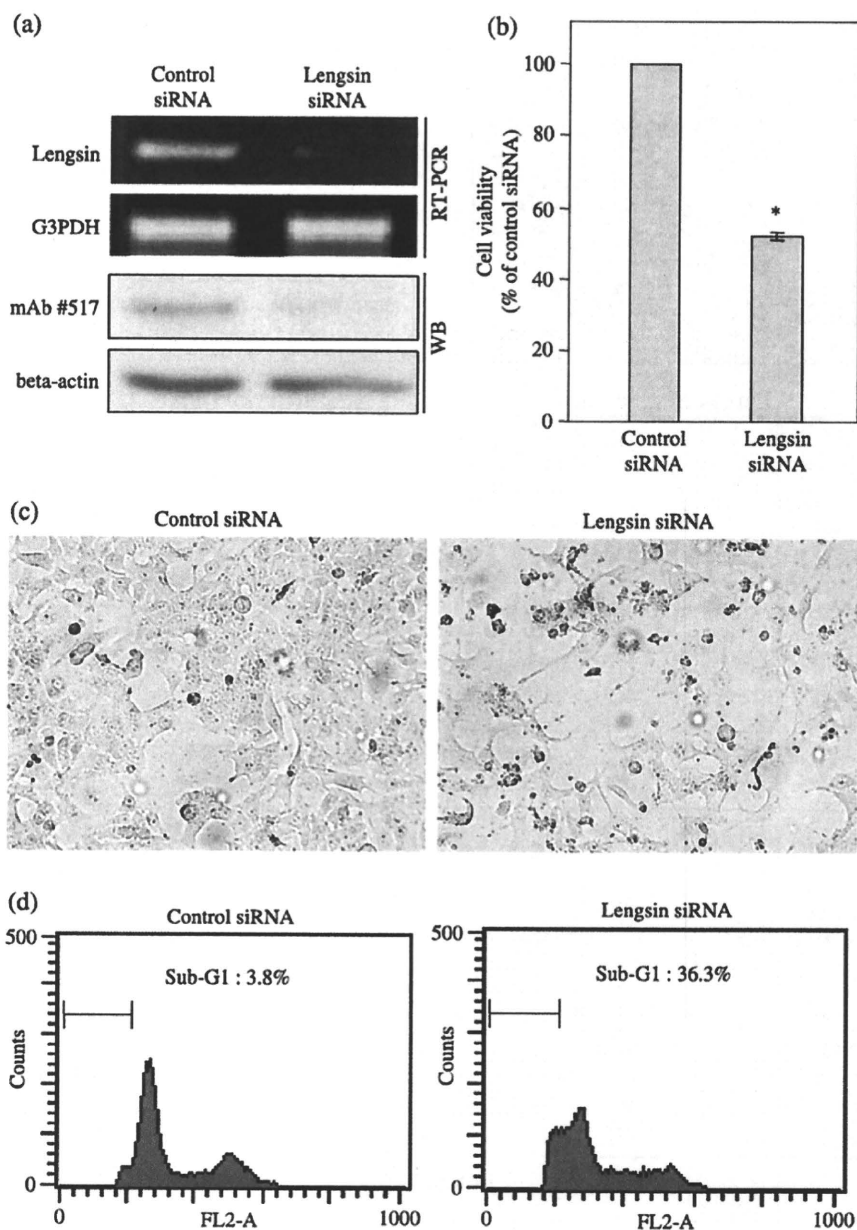 (a)
Control
siRNA
Lengsin
siRNA
Lengsin
G3PDH
RT-PCR
mAb #517
beta-actin
WB
(b)
Cell viability
(% of control siRNA)
100
80
60
40
20
0
*
Control
siRNA
Lengsin
siRNA
(c)
Control siRNA
Lengsin siRNA
(d)
Control siRNA
500
Sub-G1 : 3.8%
Counts
0
0
FL2-A
1000
Lengsin siRNA
500
Sub-G1 : 36.3%
Counts
0
0
FL2-A
1000